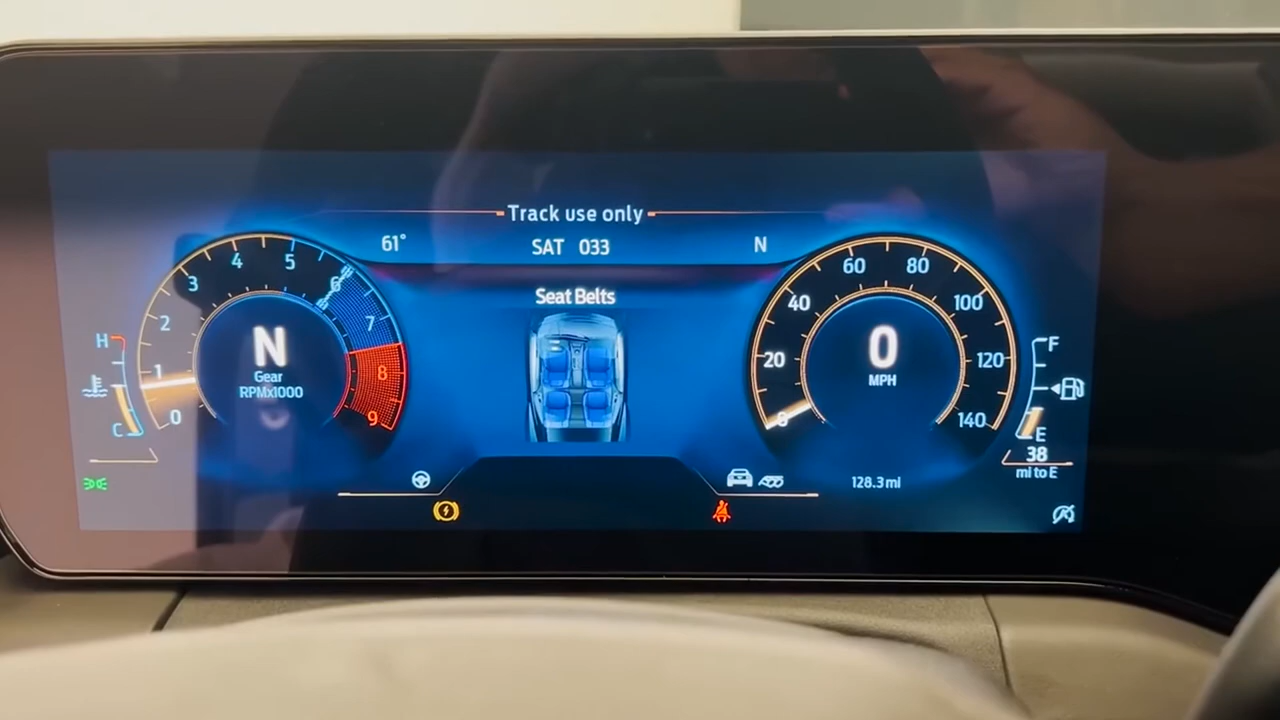 Track use only
61° SAT 033 N
Seat Belts
0 1 2 3 4 5 6 7 8 9
N
Gear
RPMx1000
H
C
0 20 40 60 80 100 120 140
0
MPH
F
E
38
mi to E
128.3 mi